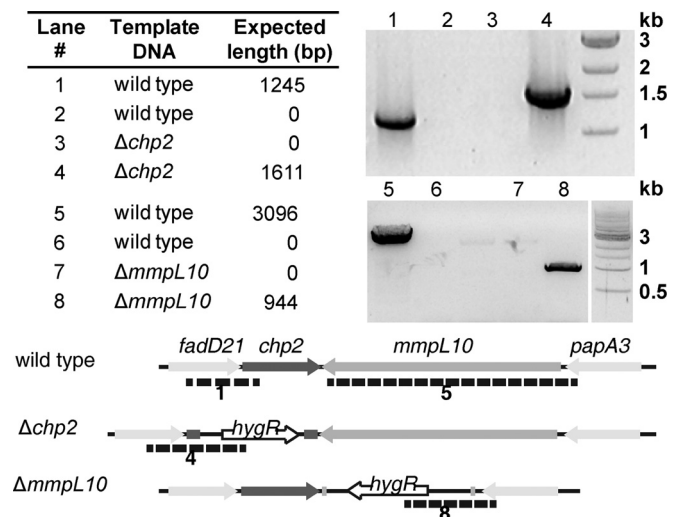 Lane # Template DNA Expected length (bp)
1 wild type 1245
2 wild type 0
3 Δchp2 0
4 Δchp2 1611
5 wild type 3096
6 wild type 0
7 ΔmmpL10 0
8 ΔmmpL10 944
1 2 3 4 kb
3
2
1.5
1
5 6 7 8 kb
3
1
0.5
fadD21 chp2 mmpL10 papA3
wild type
1 5
Δchp2 hygR
4
ΔmmpL10 hygR
8